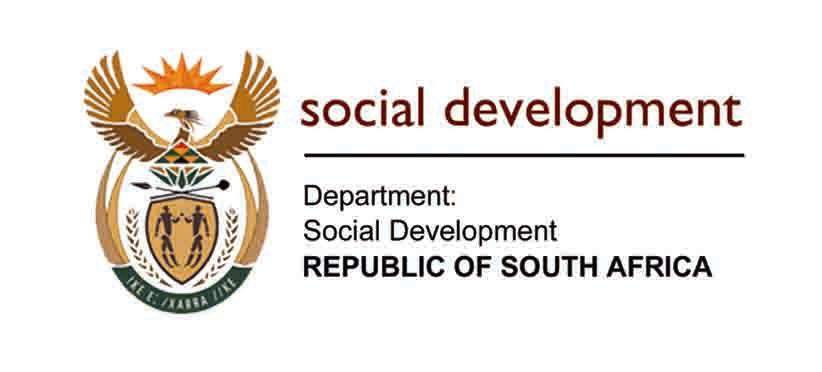 social development
Department:
Social Development
REPUBLIC OF SOUTH AFRICA
!KE E: /XARRA //KE